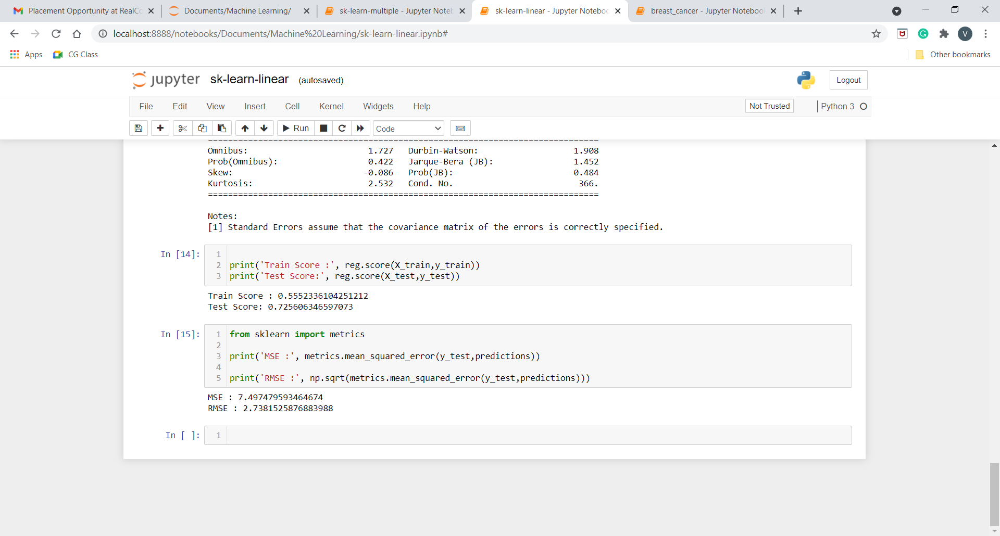 Placement Opportunity at RealCo
Documents/Machine Learning/
sk-learn-multiple - Jupyter Noteb
sk-learn-linear - Jupyter Noteboo
breast_cancer - Jupyter Notebook
localhost:8888/notebooks/Documents/Machine%20Learning/sk-learn-linear.ipynb#
V
Apps
CG Class
Other bookmarks
jupyter sk-learn-linear (autosaved)
Logout
File Edit View Insert Cell Kernel Widgets Help
Not Trusted
Python 3
Run
Code
==============================================================================
Omnibus: 1.727 Durbin-Watson: 1.908
Prob(Omnibus): 0.422 Jarque-Bera (JB): 1.452
Skew: -0.086 Prob(JB): 0.484
Kurtosis: 2.532 Cond. No. 366.
==============================================================================
Notes:
[1] Standard Errors assume that the covariance matrix of the errors is correctly specified.
In [14]: 1
2 print('Train Score :', reg.score(X_train,y_train))
3 print('Test Score:', reg.score(X_test,y_test))
Train Score : 0.5552336104251212
Test Score: 0.725606346597073
In [15]: 1 from sklearn import metrics
2
3 print('MSE :', metrics.mean_squared_error(y_test,predictions))
4
5 print('RMSE :', np.sqrt(metrics.mean_squared_error(y_test,predictions)))
MSE : 7.497479593464674
RMSE : 2.7381525876883988
In [ ]: 1